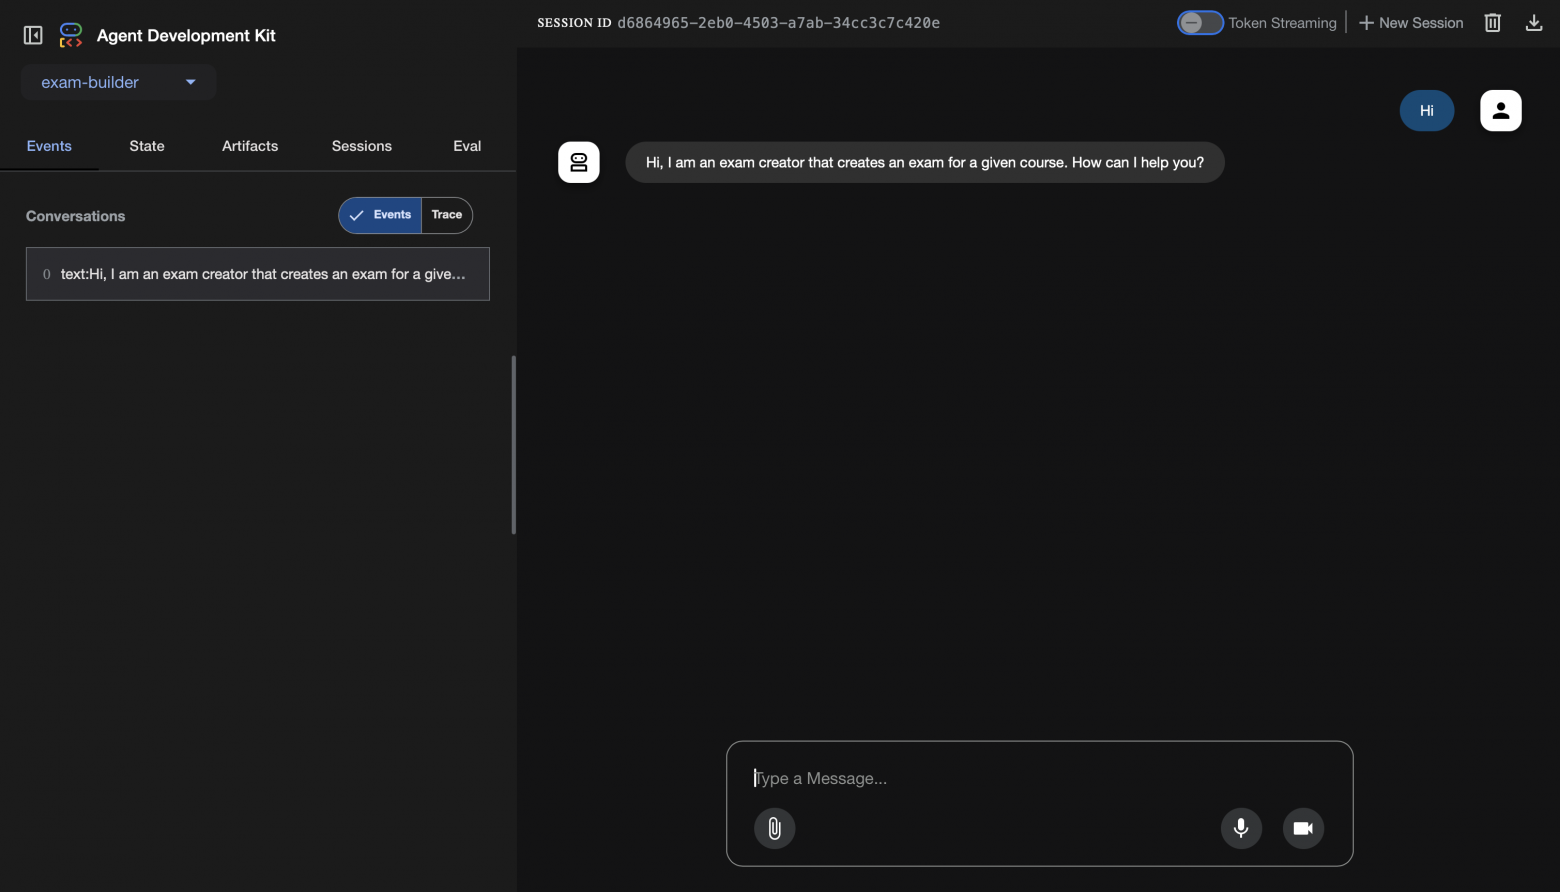 Agent Development Kit
exam-builder
Events State Artifacts Sessions Eval
Conversations Events Trace
0 text:Hi, I am an exam creator that creates an exam for a give...
SESSION ID d6864965-2eb0-4503-a7ab-34cc3c7c420e Token Streaming + New Session
Hi
Hi, I am an exam creator that creates an exam for a given course. How can I help you?
Type a Message...